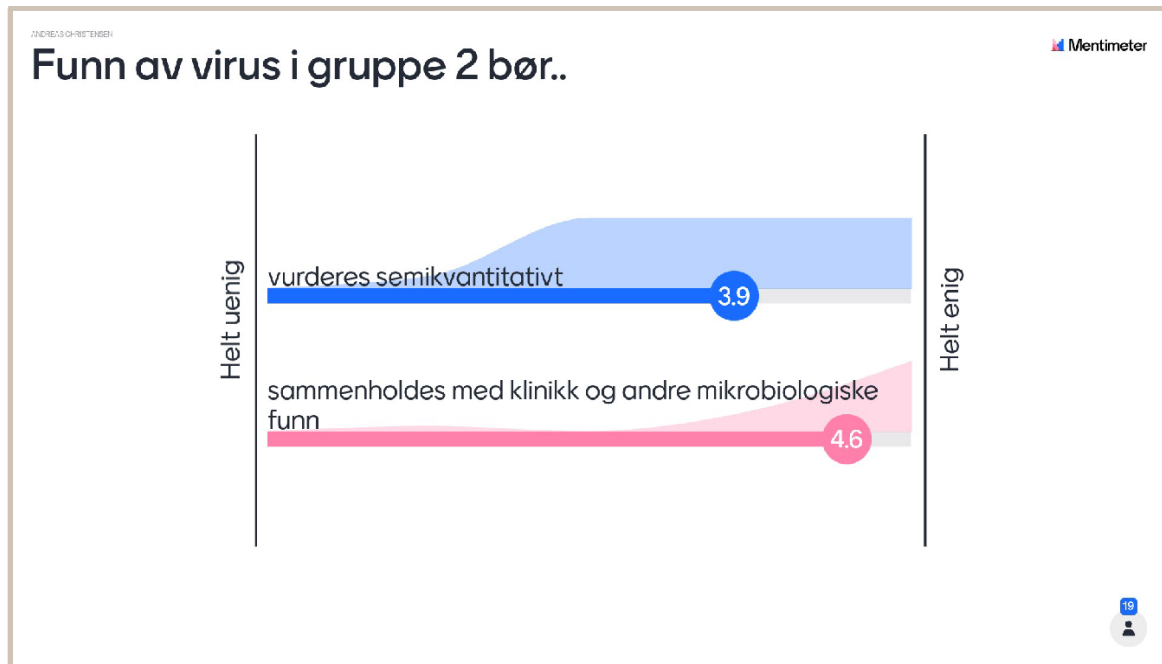 ANDREAS CHRISTENSEN
Mentimeter
Funn av virus i gruppe 2 bør..
Helt uenig
vurderes semikvantitativt
3.9
sammenholdes med klinikk og andre mikrobiologiske
funn
4.6
Helt enig
19